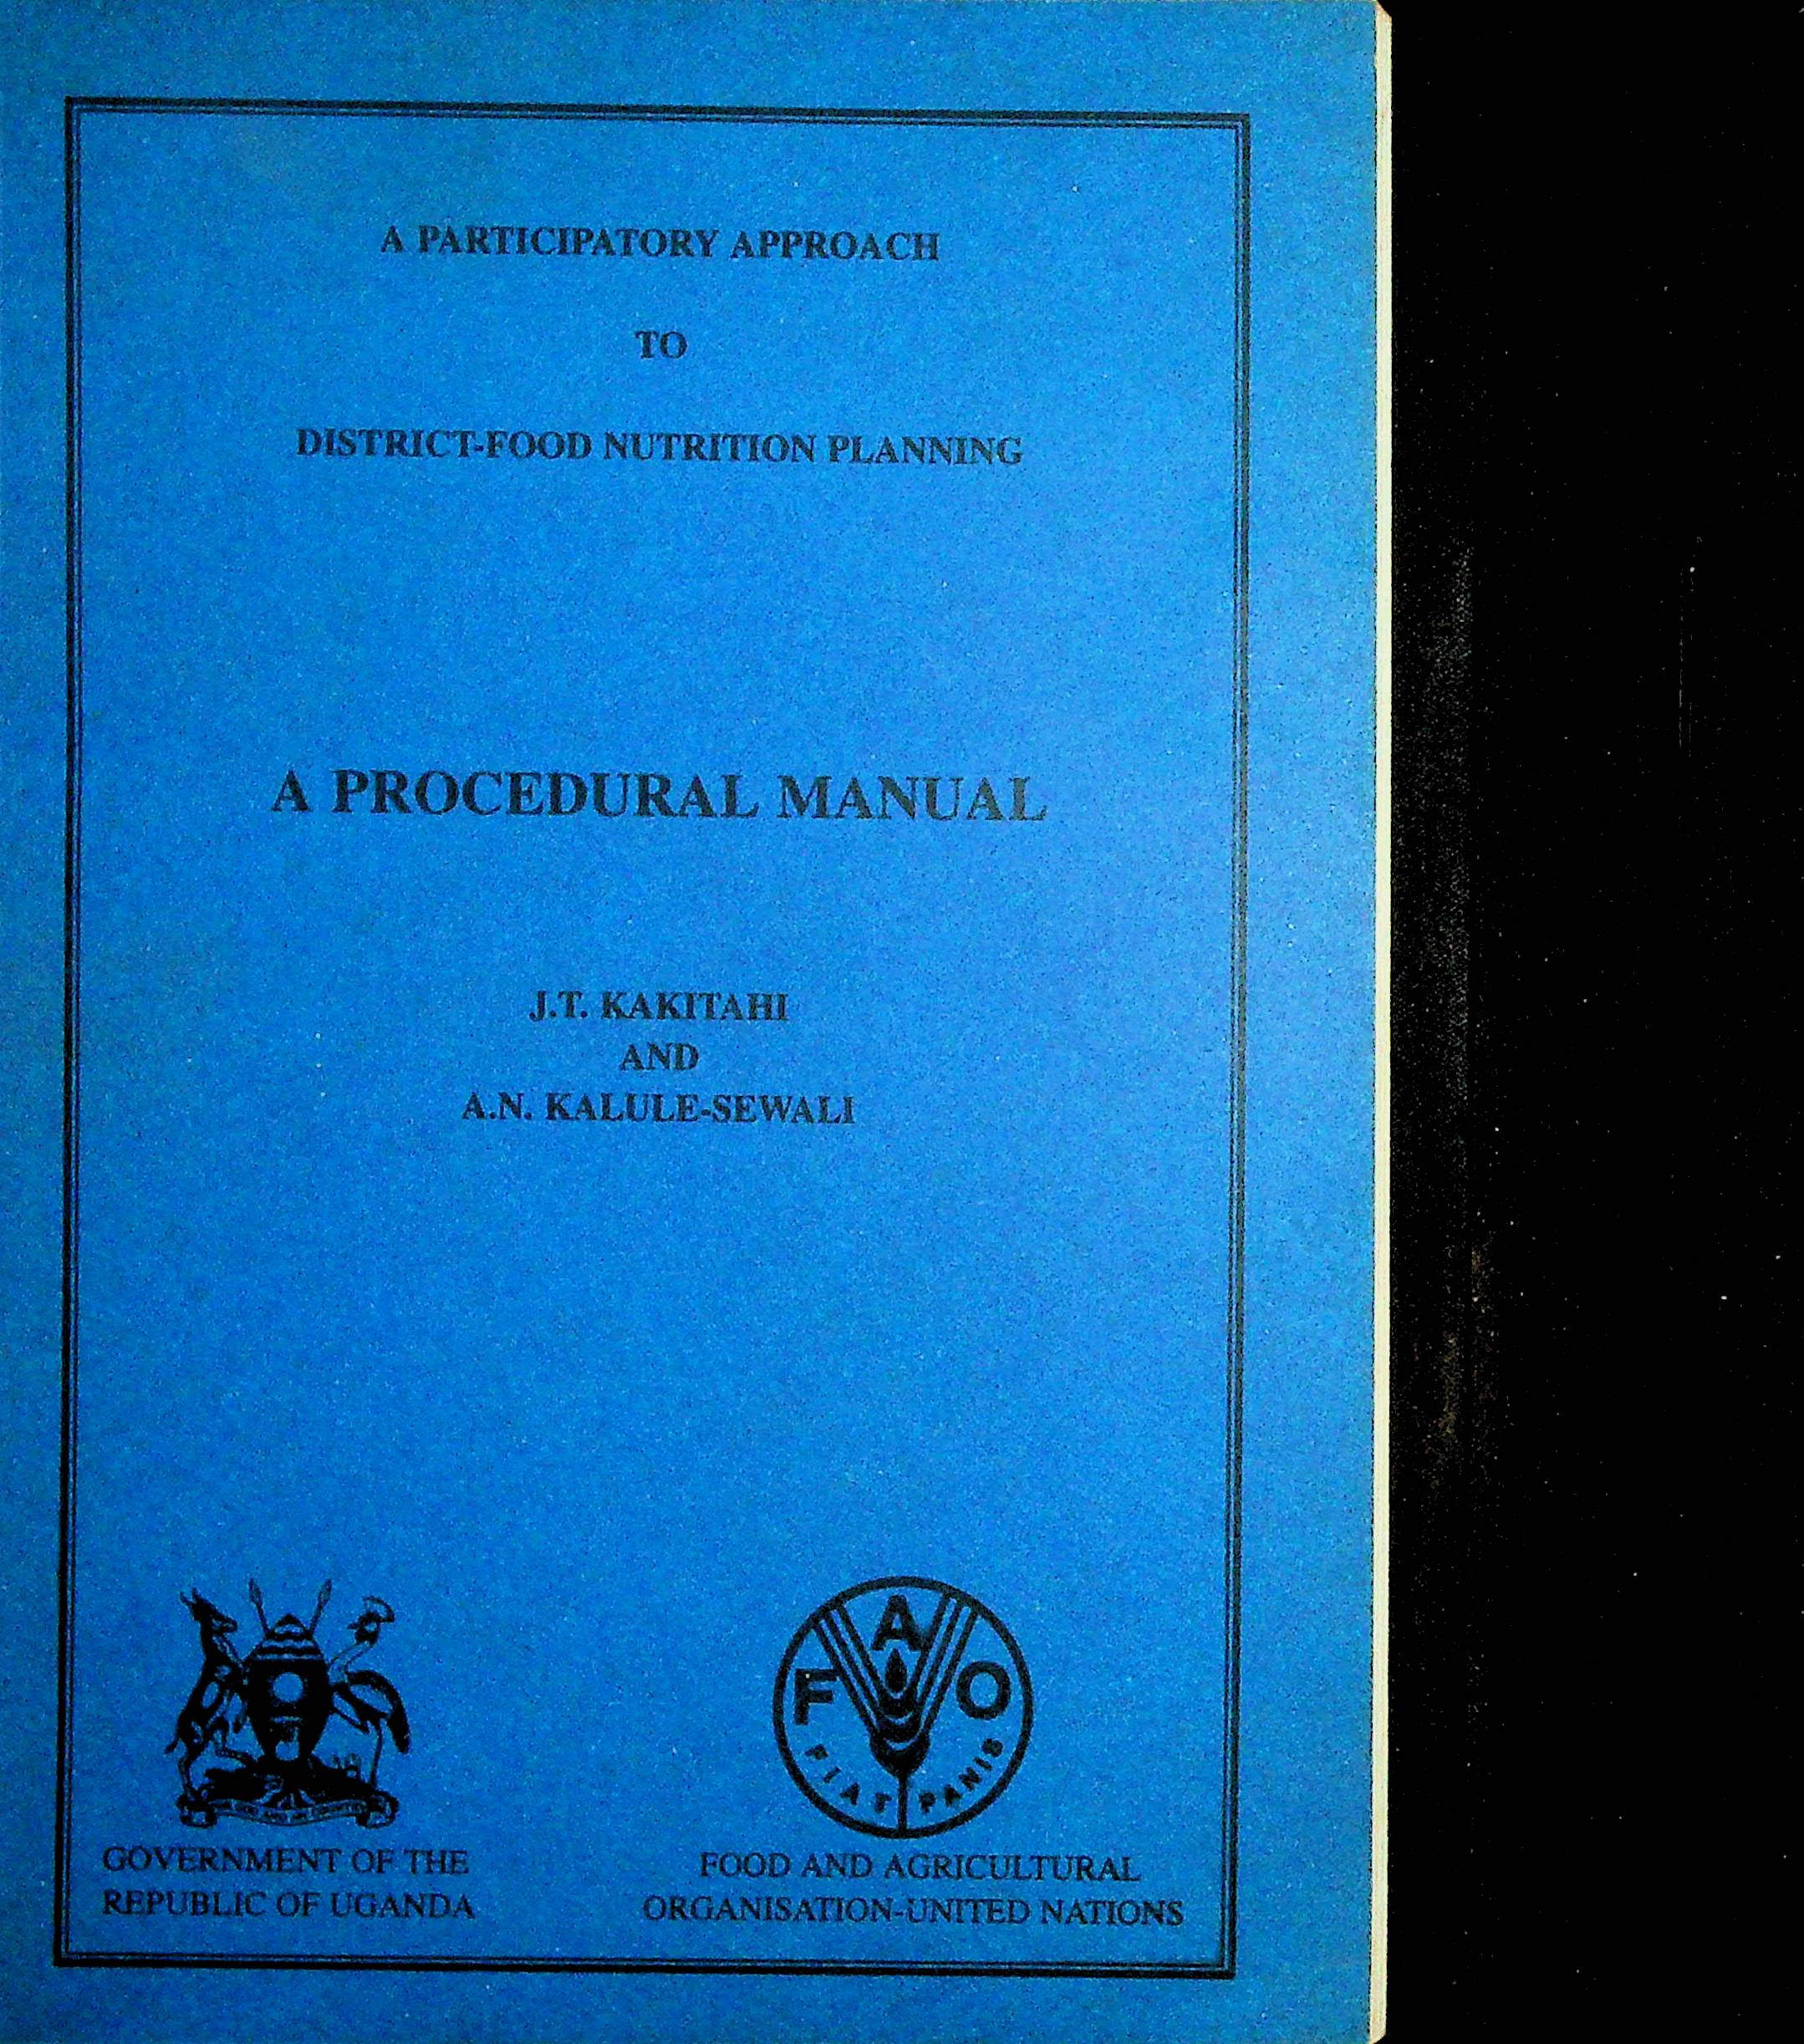 A PARTICIPATORY APPROACH
TO
DISTRICT-FOOD NUTRITION PLANNING
A PROCEDURAL MANUAL
J.T. KAKITAHI
AND
A.N. KALULE-SEWALI
F A O
FIAT PANIS
GOVERNMENT OF THE
REPUBLIC OF UGANDA
FOOD AND AGRICULTURAL
ORGANISATION-UNITED NATIONS